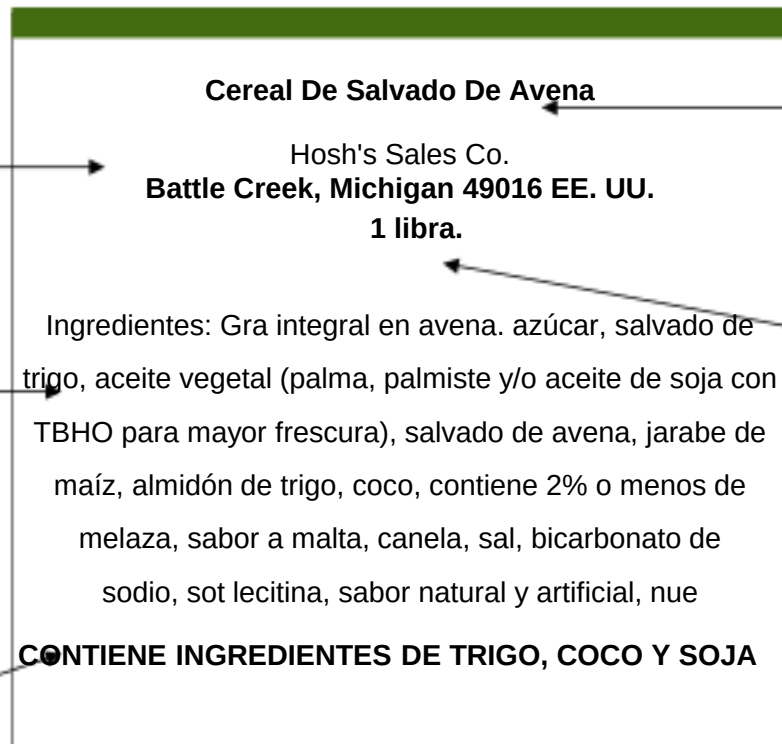 Cereal De Salvado De Avena
Hosh's Sales Co.
Battle Creek, Michigan 49016 EE. UU.
1 libra.
Ingredientes: Gra integral en avena. azúcar, salvado de
trigo, aceite vegetal (palma, palmiste y/o aceite de soja con
TBHO para mayor frescura), salvado de avena, jarabe de
maíz, almidón de trigo, coco, contiene 2% o menos de
melaza, sabor a malta, canela, sal, bicarbonato de
sodio, sot lecitina, sabor natural y artificial, nue
CONTIENE INGREDIENTES DE TRIGO, COCO Y SOJA